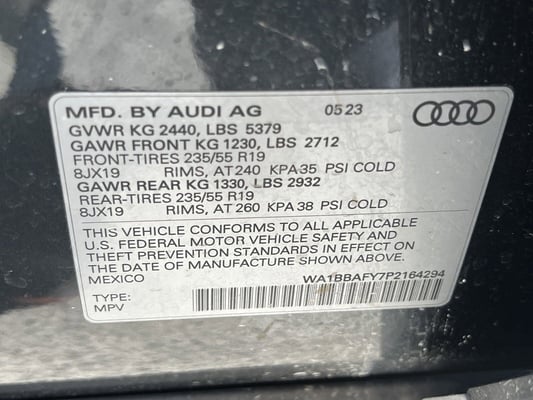 MFD. BY AUDI AG 05 23
GVWR KG 2440, LBS 5379
GAWR FRONT KG 1230, LBS 2712
FRONT-TIRES 235/55 R19
8JX19 RIMS, AT 240 KPA 35 PSI COLD
GAWR REAR KG 1330, LBS 2932
REAR-TIRES 235/55 R19
8JX19 RIMS, AT 260 KPA 38 PSI COLD
THIS VEHICLE CONFORMS TO ALL APPLICABLE
U.S. FEDERAL MOTOR VEHICLE SAFETY AND
THEFT PREVENTION STANDARDS IN EFFECT ON
THE DATE OF MANUFACTURE SHOWN ABOVE.
MEXICO WA1BBAFY7P2164294
TYPE:
MPV